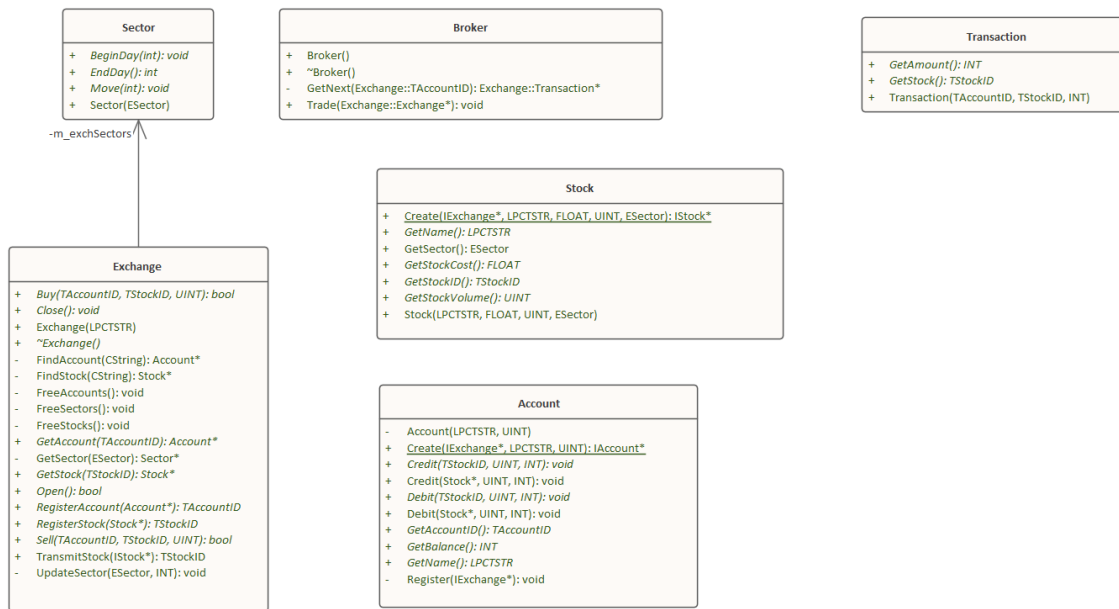 Sector
+ BeginDay(int): void
+ EndDay(): int
+ Move(int): void
+ Sector(ESector)
-m_exchSectors
Broker
+ Broker()
+ ~Broker()
- GetNext(Exchange::TAccountID): Exchange::Transaction*
+ Trade(Exchange::Exchange*): void
Transaction
+ GetAmount(): INT
+ GetStock(): TStockID
+ Transaction(TAccountID, TStockID, INT)
Stock
+ Create(IExchange*, LPCTSTR, FLOAT, UINT, ESector): IStock*
+ GetName(): LPCTSTR
+ GetSector(): ESector
+ GetStockCost(): FLOAT
+ GetStockID(): TStockID
+ GetStockVolume(): UINT
+ Stock(LPCTSTR, FLOAT, UINT, ESector)
Exchange
+ Buy(TAccountID, TStockID, UINT): bool
+ Close(): void
+ Exchange(LPCTSTR)
+ ~Exchange()
- FindAccount(CString): Account*
- FindStock(CString): Stock*
- FreeAccounts(): void
- FreeSectors(): void
- FreeStocks(): void
+ GetAccount(TAccountID): Account*
- GetSector(ESector): Sector*
+ GetStock(TStockID): Stock*
+ Open(): bool
+ RegisterAccount(Account*): TAccountID
+ RegisterStock(Stock*): TStockID
+ Sell(TAccountID, TStockID, UINT): bool
+ TransmitStock(IStock*): TStockID
- UpdateSector(ESector, INT): void
Account
- Account(LPCTSTR, UINT)
+ Create(IExchange*, LPCTSTR, UINT): IAccount*
+ Credit(TStockID, UINT, INT): void
+ Credit(Stock*, UINT, INT): void
+ Debit(TStockID, UINT, INT): void
+ Debit(Stock*, UINT, INT): void
+ GetAccountID(): TAccountID
+ GetBalance(): INT
+ GetName(): LPCTSTR
- Register(IExchange*): void